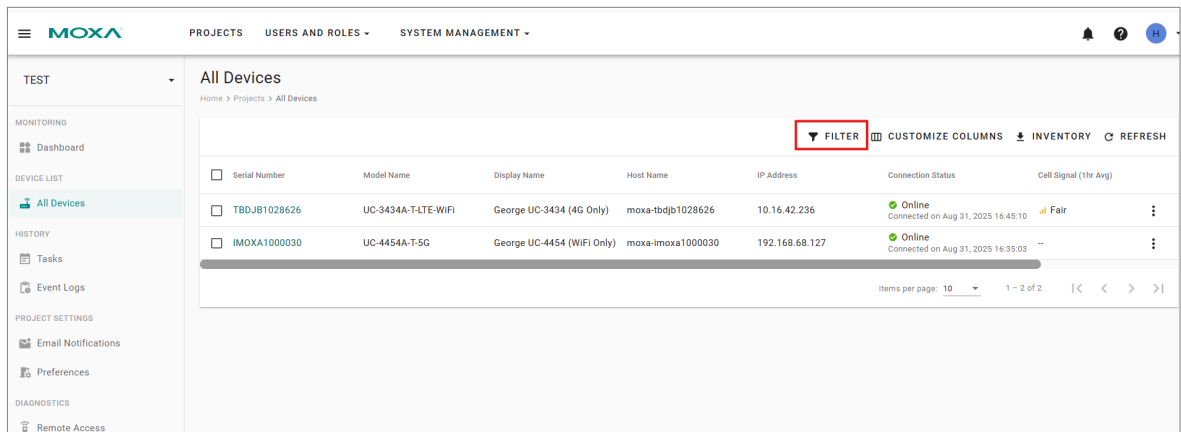 MOXA
PROJECTS USERS AND ROLES SYSTEM MANAGEMENT
H
TEST
All Devices
Home > Projects > All Devices
MONITORING
Dashboard
DEVICE LIST
All Devices
HISTORY
Tasks
Event Logs
PROJECT SETTINGS
Email Notifications
Preferences
DIAGNOSTICS
Remote Access
FILTER CUSTOMIZE COLUMNS INVENTORY REFRESH
Serial Number Model Name Display Name Host Name IP Address Connection Status Cell Signal (1hr Avg)
TBDJB1028626 UC-3434A-T-LTE-WiFi George UC-3434 (4G Only) moxa-tbdjb1028626 10.16.42.236 Online Fair
Connected on Aug 31, 2025 16:45:10
IMOXA1000030 UC-4454A-T-5G George UC-4454 (WiFi Only) moxa-imoxa1000030 192.168.68.127 Online --
Connected on Aug 31, 2025 16:35:03
Items per page: 10 1 – 2 of 2